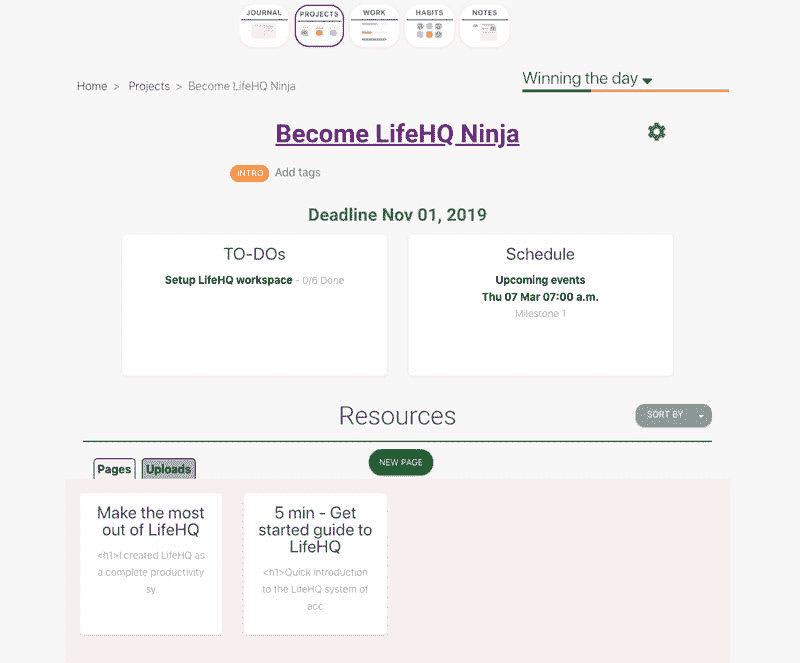 JOURNAL PROJECTS WORK HABITS NOTES
Home > Projects > Become LifeHQ Ninja
Winning the day
Become LifeHQ Ninja
INTRO Add tags
Deadline Nov 01, 2019
TO-DOs
Setup LifeHQ workspace - 0/6 Done
Schedule
Upcoming events
Thu 07 Mar 07:00 a.m.
Milestone 1
Resources
SORT BY
Pages Uploads
NEW PAGE
Make the most
out of LifeHQ
<h1>I created LifeHQ as
a complete productivity
sy
5 min - Get
started guide to
LifeHQ
<h1>Quick introduction
to the LifeHQ system of
acc